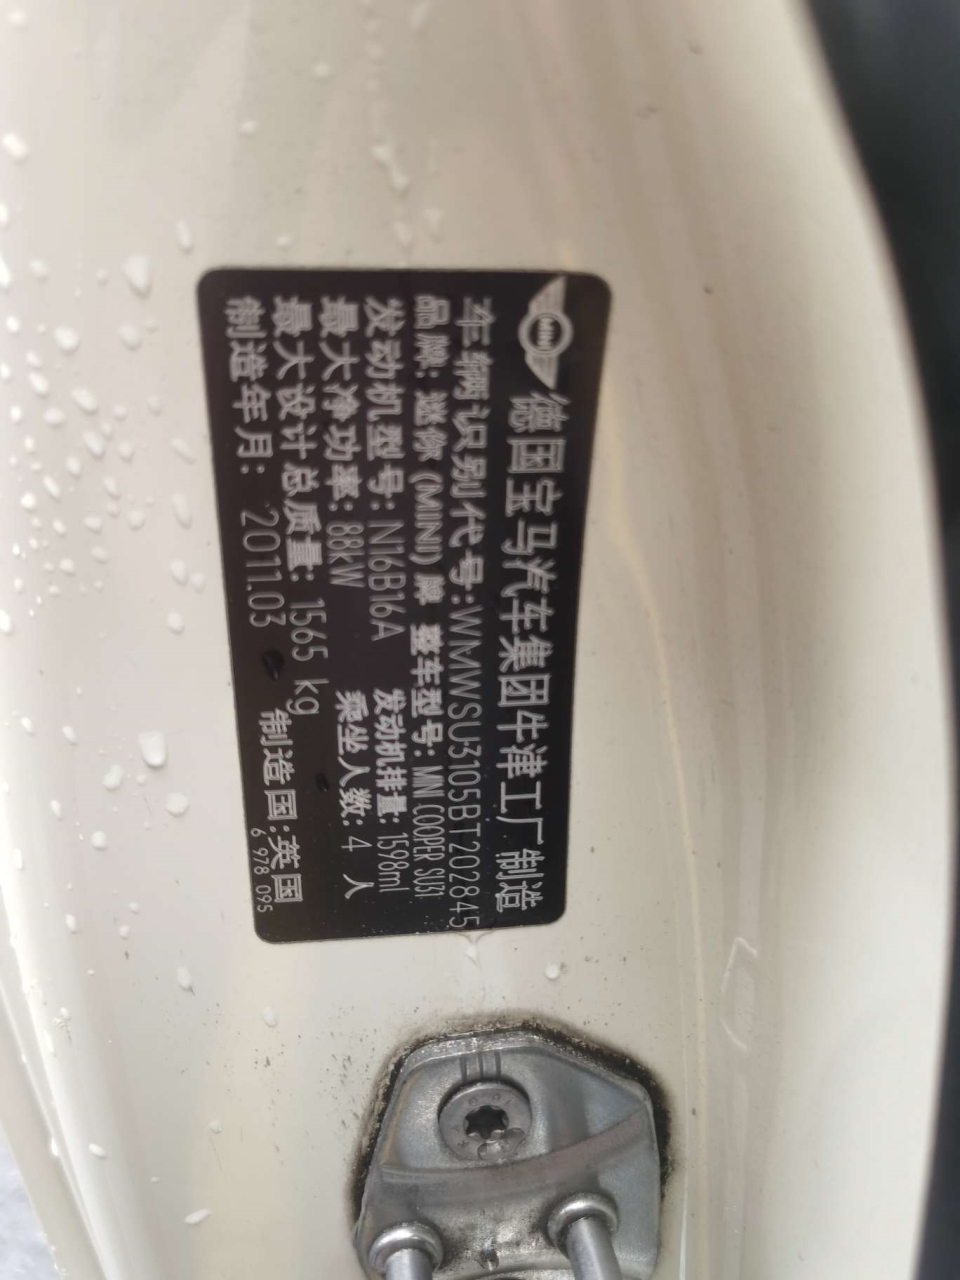 MINI 德国宝马汽车集团牛津工厂制造
车辆识别代号:WMWSU3105BT202845
品牌: 迷你 (MINI) 牌 整车型号: MINI COOPER SU31
发动机型号: N16B16A 发动机排量: 1598ml
最大净功率: 88kW 乘坐人数: 4 人
最大设计总质量: 1565 kg
制造年月: 2011.03 制造国:英国
6 978 095